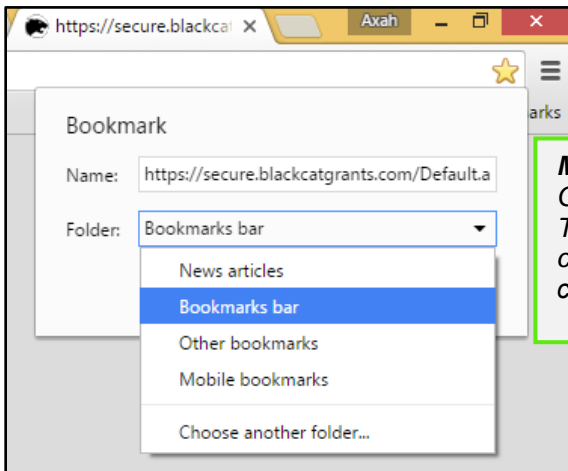 https://secure.blackcat
Axah
arks
Bookmark
Name: https://secure.blackcatgrants.com/Default.a
Folder: Bookmarks bar
News articles
Bookmarks bar
Other bookmarks
Mobile bookmarks
Choose another folder...